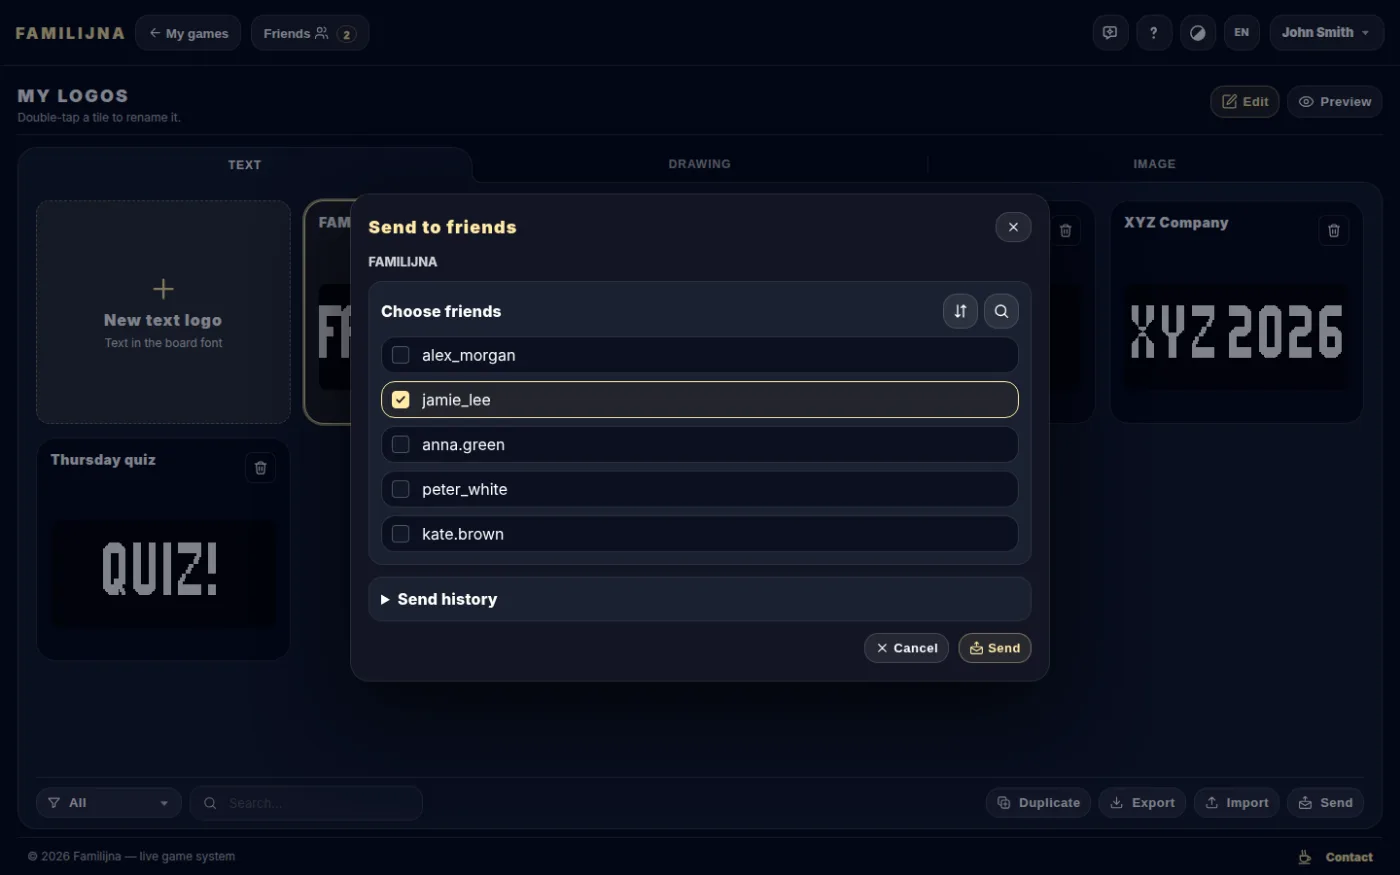 FAMILIJNA
My games
Friends 2
?
EN
John Smith
MY LOGOS
Double-tap a tile to rename it.
Edit
Preview
TEXT
DRAWING
IMAGE
New text logo
Text in the board font
FAM
XYZ Company
XYZ 2026
Thursday quiz
QUIZ!
Send to friends
FAMILIJNA
Choose friends
alex_morgan
jamie_lee
anna.green
peter_white
kate.brown
Send history
Cancel
Send
All
Search...
Duplicate
Export
Import
Send
© 2026 Familijna — live game system
Contact